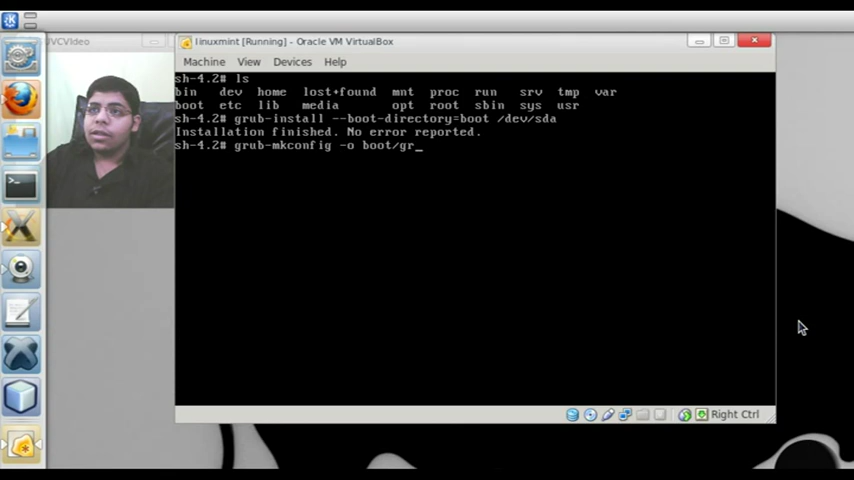 JVCVideo
linuxmint [Running] - Oracle VM VirtualBox
Machine View Devices Help
sh-4.2# ls
bin dev home lost+found mnt proc run srv tmp var
boot etc lib media opt root sbin sys usr
sh-4.2# grub-install --boot-directory=boot /dev/sda
Installation finished. No error reported.
sh-4.2# grub-mkconfig -o boot/gr_
Right Ctrl